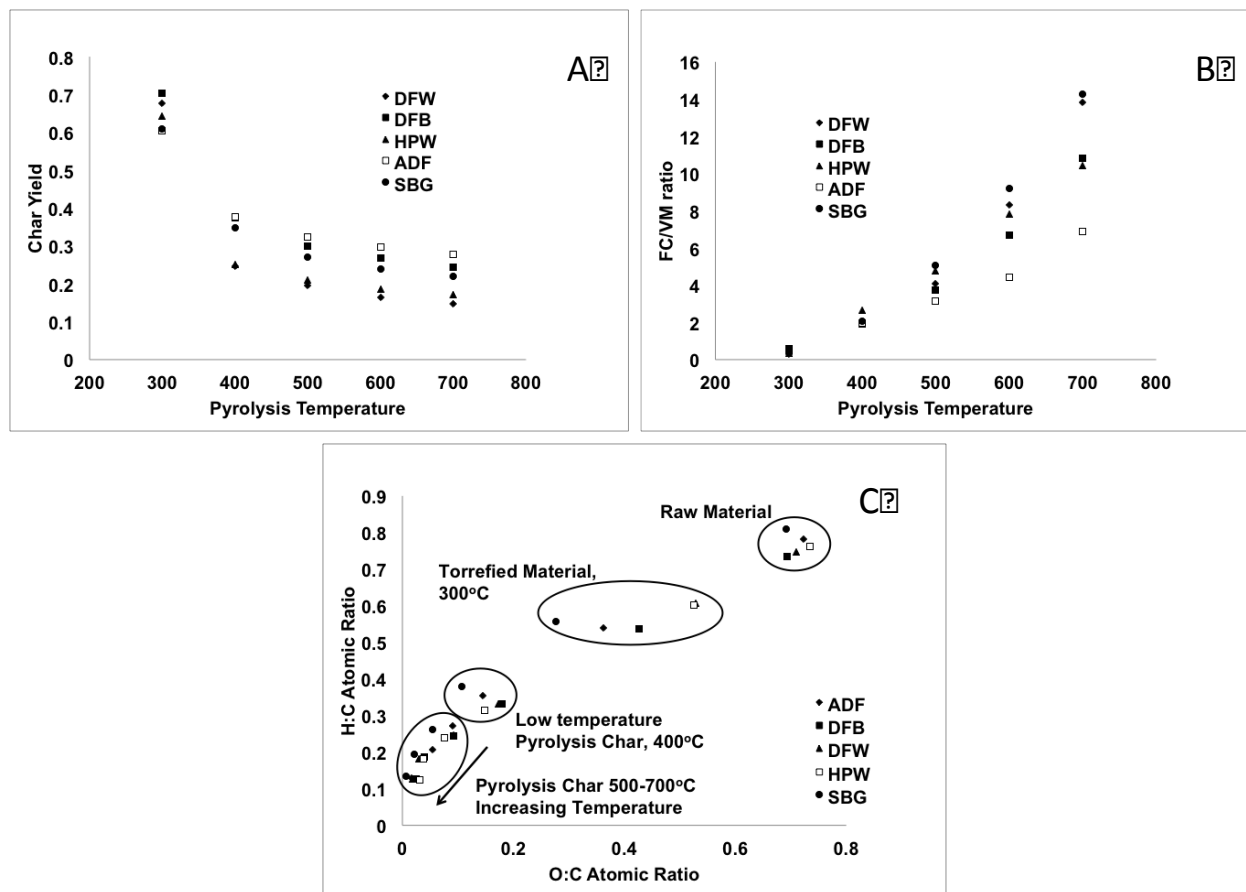 A⍰
0.8
0.7
0.6
0.5
0.4
0.3
0.2
0.1
0
Char Yield
DFW
DFB
HPW
ADF
SBG
200 300 400 500 600 700 800
Pyrolysis Temperature
B⍰
16
14
12
10
8
6
4
2
0
FC/VM ratio
DFW
DFB
HPW
ADF
SBG
200 300 400 500 600 700 800
Pyrolysis Temperature
C⍰
0.9
0.8
0.7
0.6
0.5
0.4
0.3
0.2
0.1
0
H:C Atomic Ratio
Raw Material
Torrefied Material,
300°C
Low temperature
Pyrolysis Char, 400°C
Pyrolysis Char 500-700°C
Increasing Temperature
ADF
DFB
DFW
HPW
SBG
0 0.2 0.4 0.6 0.8
O:C Atomic Ratio